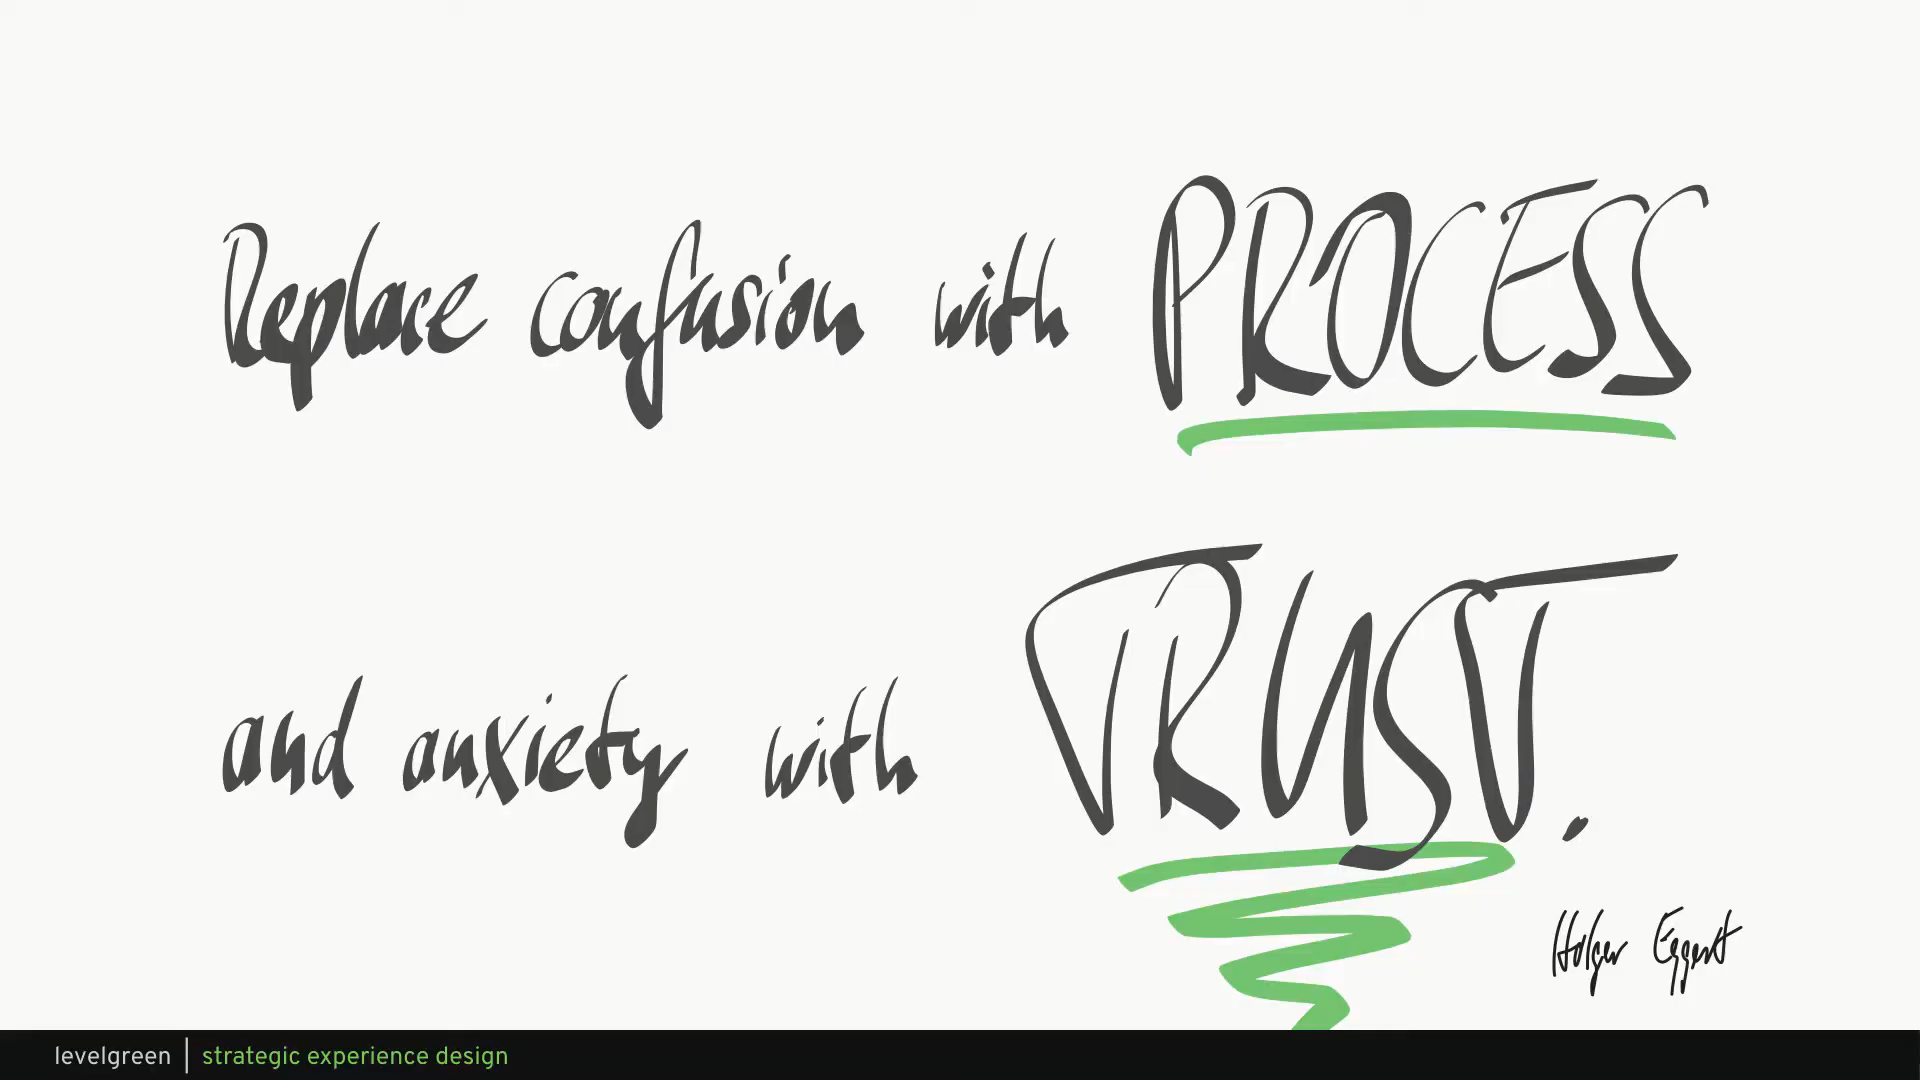 Replace confusion with PROCESS
and anxiety with TRUST.
Holger Eggert
levelgreen | strategic experience design